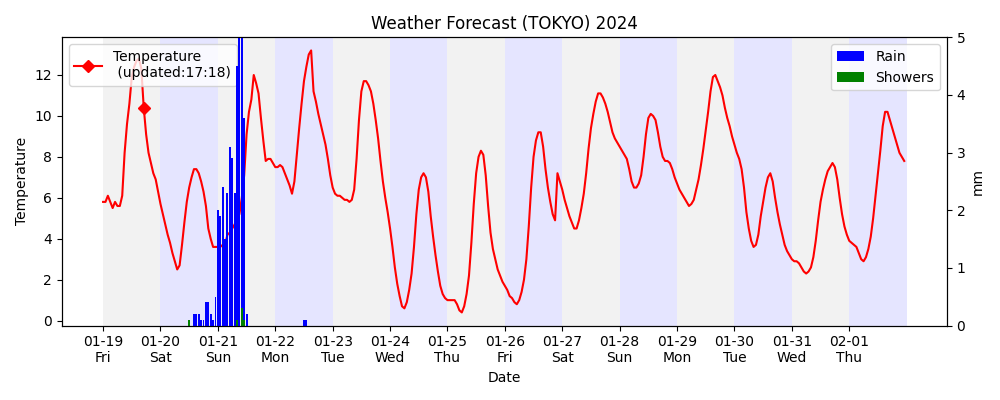 Weather Forecast (TOKYO) 2024
Temperature
(updated:17:18)
Rain
Showers
Temperature
12
10
8
6
4
2
0
mm
5
4
3
2
1
0
01-19 01-20 01-21 01-22 01-23 01-24 01-25 01-26 01-27 01-28 01-29 01-30 01-31 02-01
Fri Sat Sun Mon Tue Wed Thu Fri Sat Sun Mon Tue Wed Thu
Date